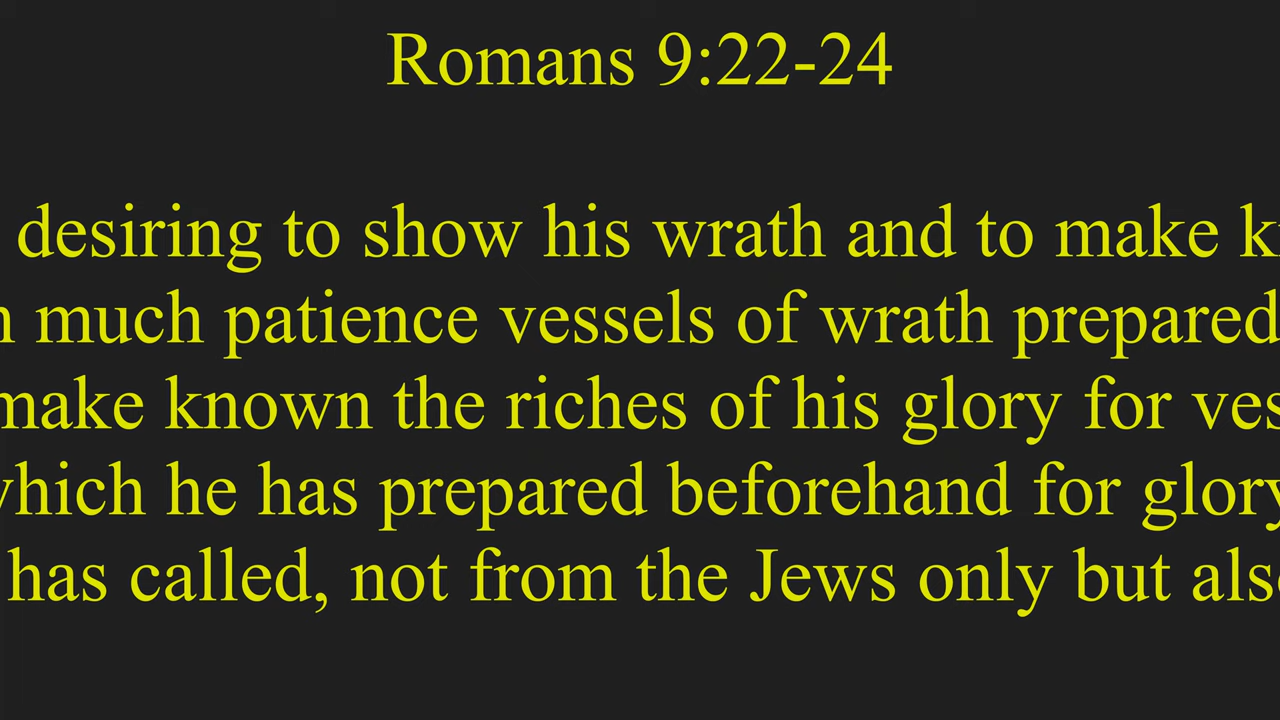 Romans 9:22-24
desiring to show his wrath and to make
much patience vessels of wrath prepared
make known the riches of his glory for
which he has prepared beforehand for glory
has called, not from the Jews only but